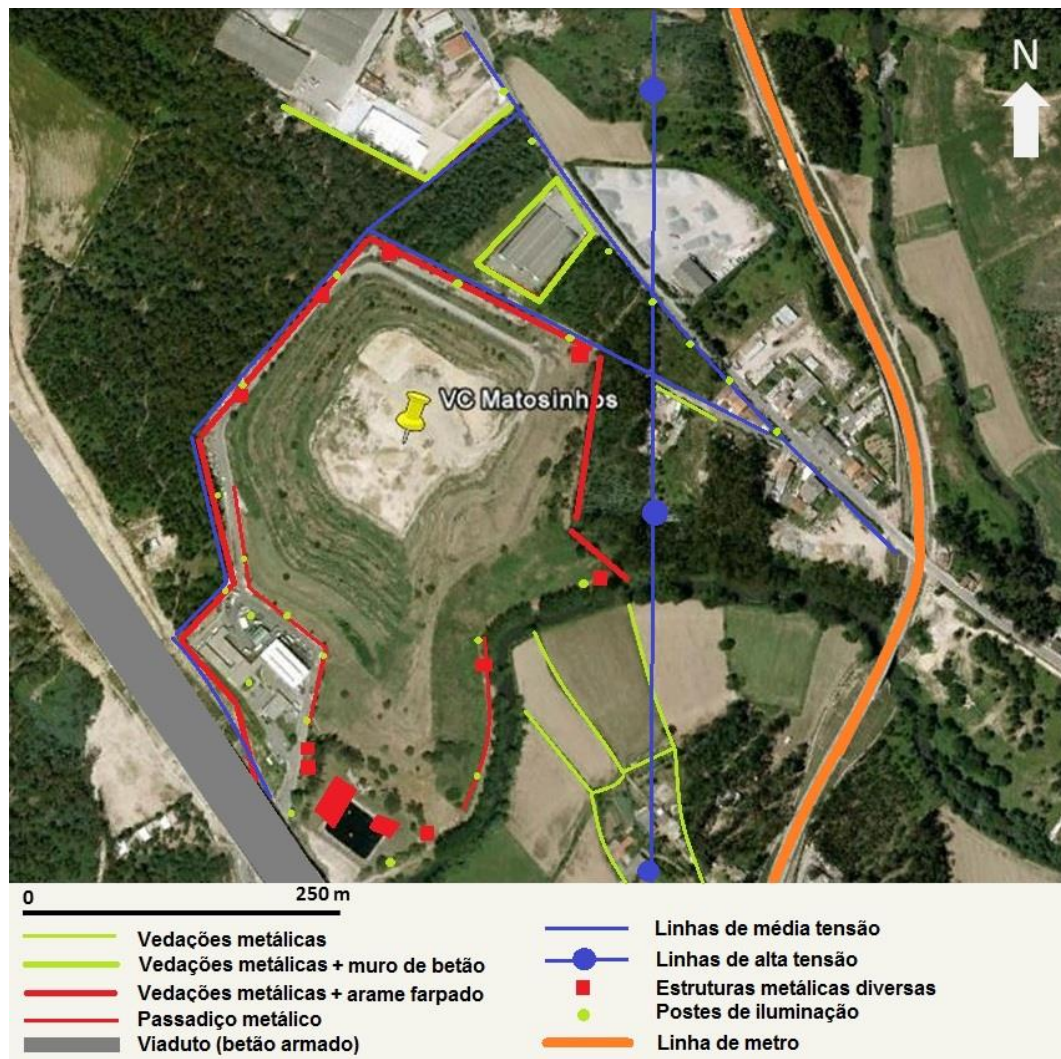 N
VC Matosinhos
0 250 m
Vedações metálicas
Vedações metálicas + muro de betão
Vedações metálicas + arame farpado
Passadiço metálico
Viaduto (betão armado)
Linhas de média tensão
Linhas de alta tensão
Estruturas metálicas diversas
Postes de iluminação
Linha de metro